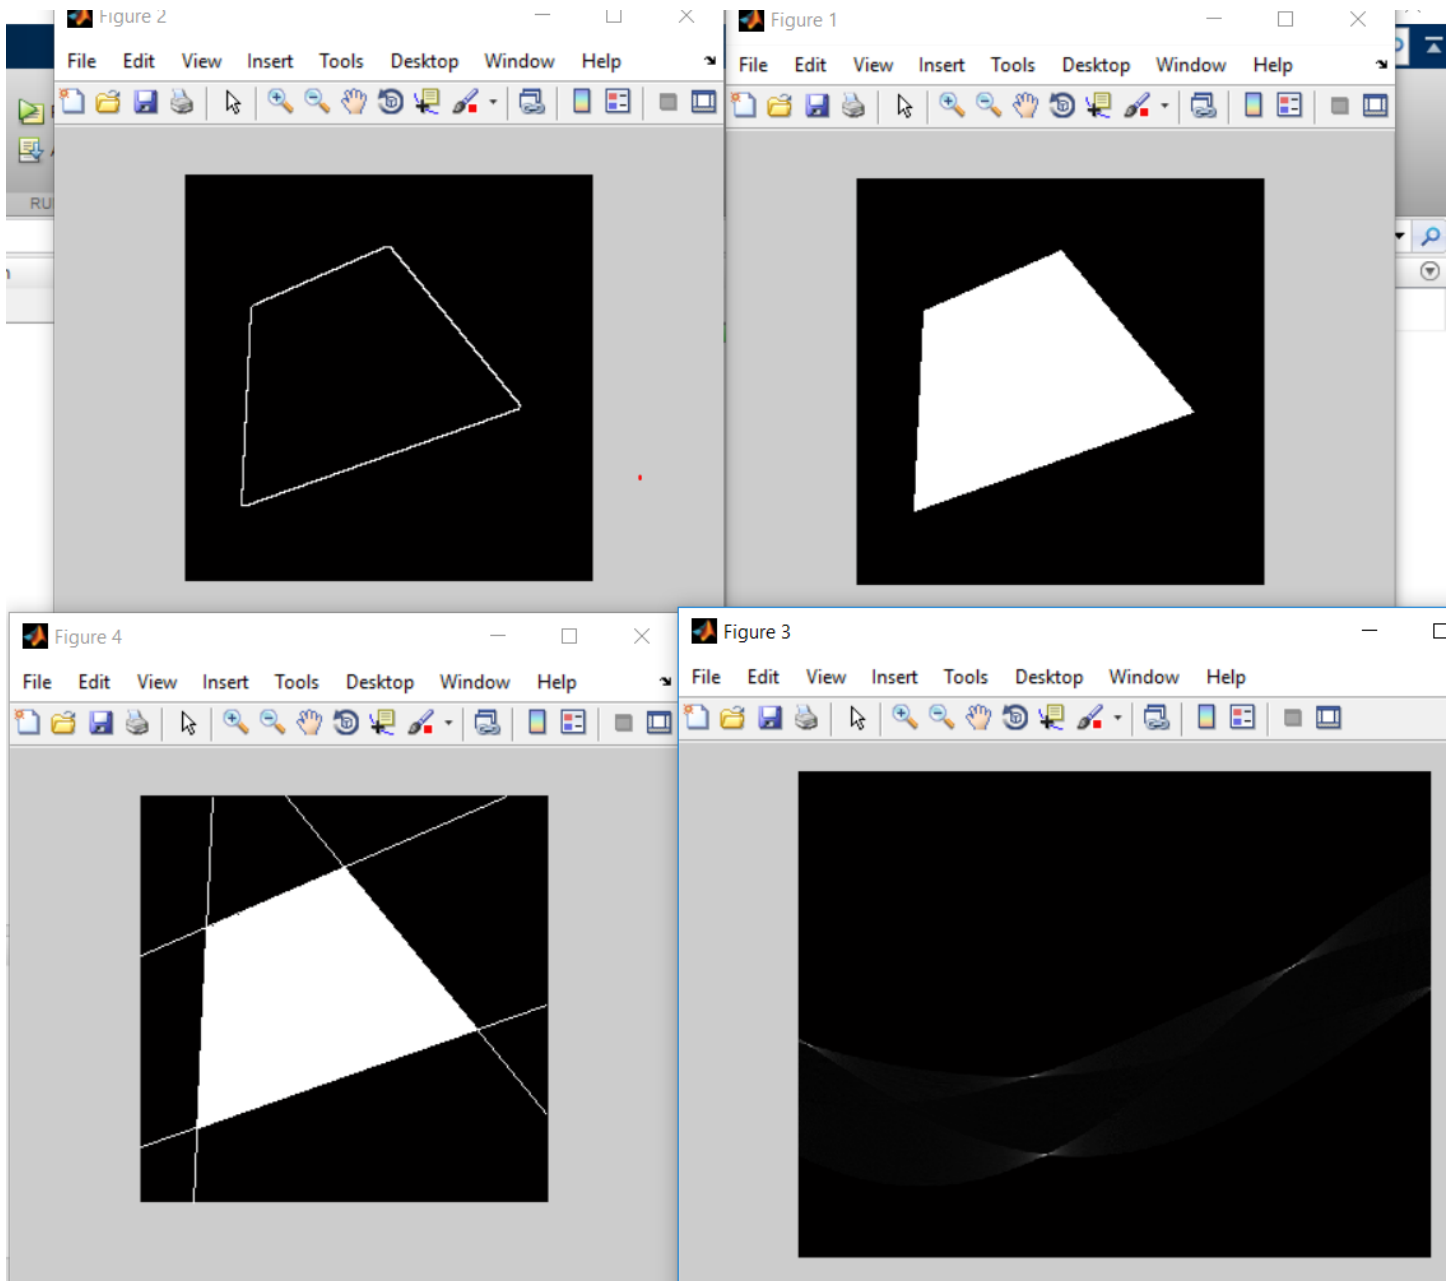 Figure 2
File Edit View Insert Tools Desktop Window Help
Figure 1
File Edit View Insert Tools Desktop Window Help
RU
Figure 4
File Edit View Insert Tools Desktop Window Help
Figure 3
File Edit View Insert Tools Desktop Window Help